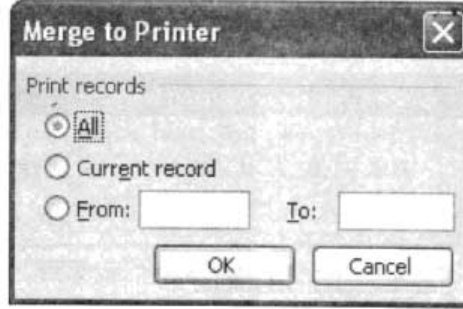 Merge to Printer
Print records
All
Current record
From: To:
OK Cancel